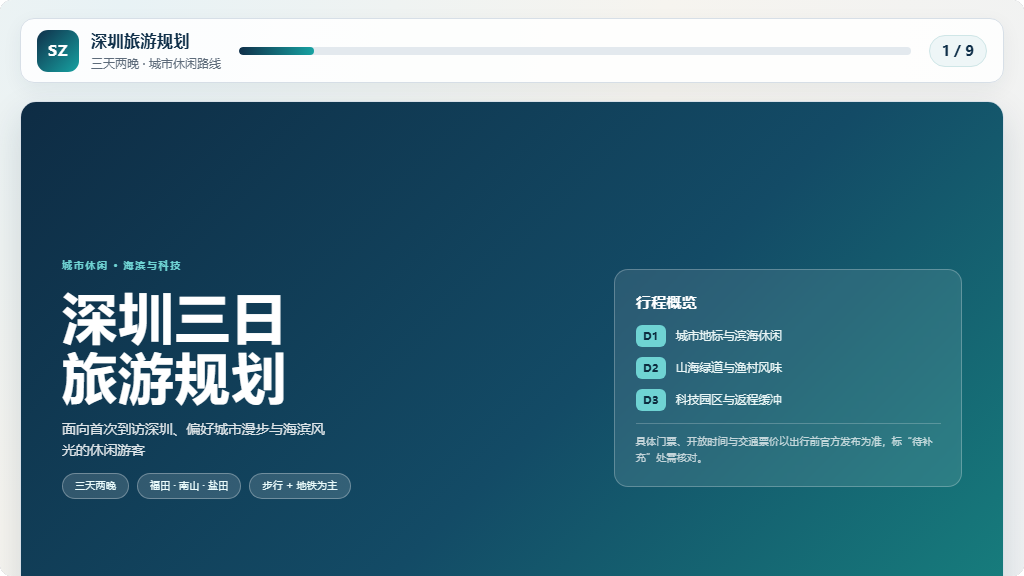 SZ
深圳旅游规划
三天两晚 · 城市休闲路线
1 / 9
城市休闲 • 海滨与科技
深圳三日
旅游规划
面向首次到访深圳、偏好城市漫步与海滨风
光的休闲游客
三天两晚
福田 · 南山 · 盐田
步行 + 地铁为主
行程概览
D1 城市地标与滨海休闲
D2 山海绿道与渔村风味
D3 科技园区与返程缓冲
具体门票、开放时间与交通票价以出行前官方发布为准，标“待补
充”处需核对。